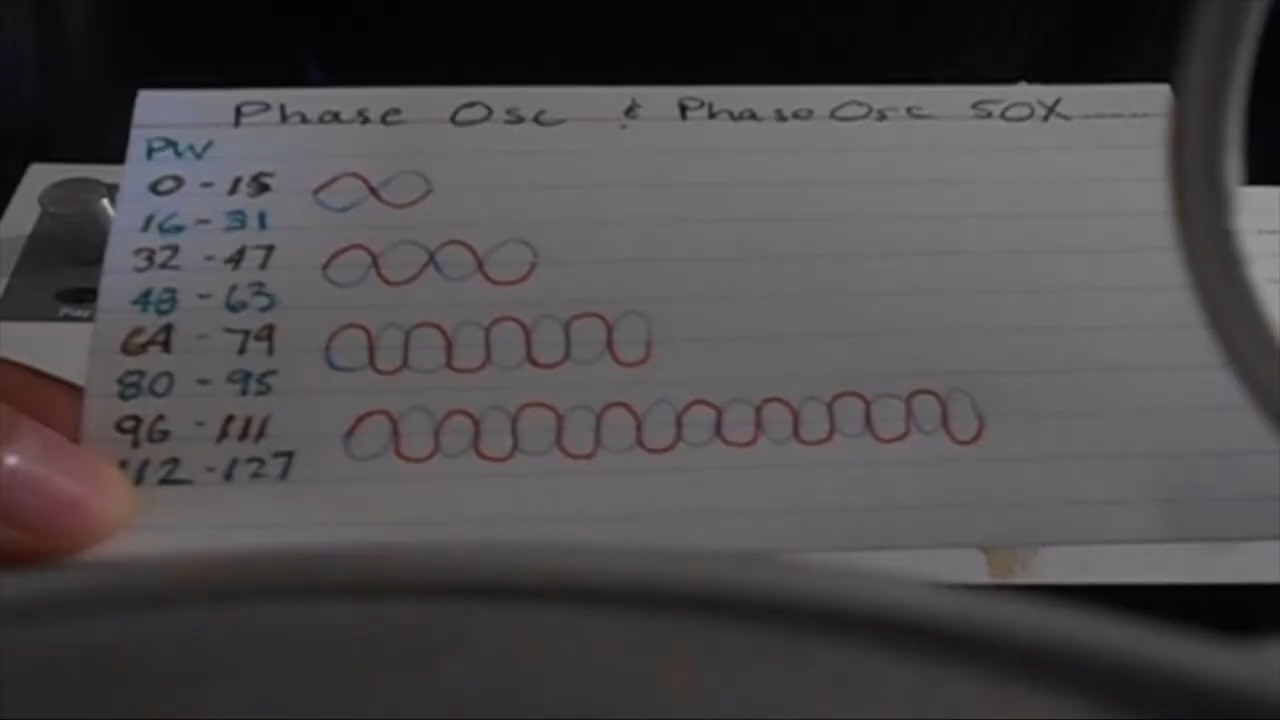 Phase Osc & Phase Osc 50X
PW
0 - 15
16 - 31
32 - 47
48 - 63
64 - 79
80 - 95
96 - 111
112 - 127